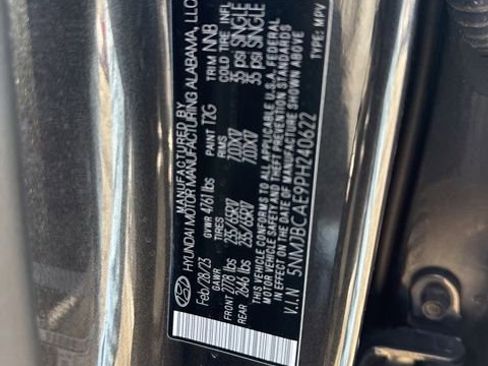 MANUFACTURED BY
HYUNDAI MOTOR MANUFACTURING ALABAMA, LLC
Feb/28/23 GVWR 4761 lbs PAINT T2G TRIM NNB
GAWR TIRES RIMS COLD TIRE INFL
FRONT 2778 lbs 235/65R17 7.0JX17 35 psi SINGLE
REAR 2646 lbs 235/65R17 7.0JX17 35 psi SINGLE
THIS VEHICLE CONFORMS TO ALL APPLICABLE U.S.A. FEDERAL
MOTOR VEHICLE SAFETY AND THEFT PREVENTION STANDARDS
IN EFFECT ON THE DATE OF MANUFACTURE SHOWN ABOVE
V.I.N 5NMJBCAE9PH240622 TYPE: MPV